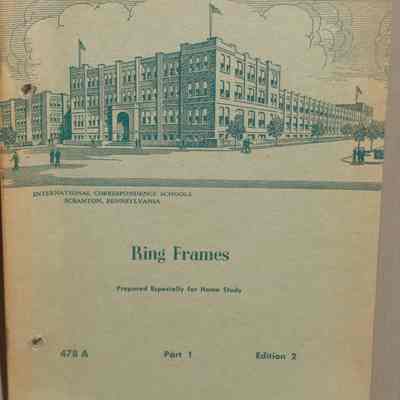 INTERNATIONAL CORRESPONDENCE SCHOOLS
SCRANTON, PENNSYLVANIA
Ring Frames
Prepared Especially for Home Study
478 A Part 1 Edition 2